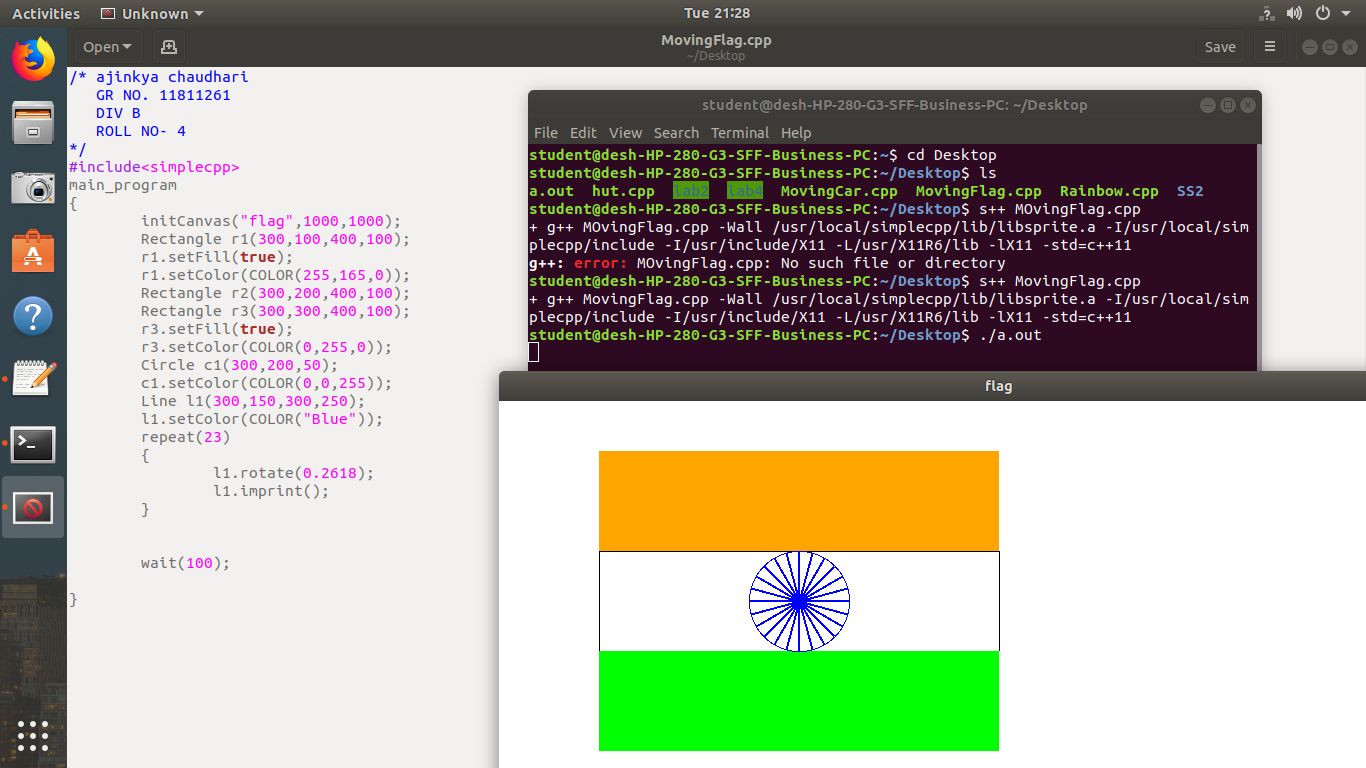 Activities
Unknown
Tue 21:28
Open
MovingFlag.cpp
~/Desktop
Save
/* ajinkya chaudhari
GR NO. 11811261
DIV B
ROLL NO- 4
*/
#include<simplecpp>
main_program
{
initCanvas("flag",1000,1000);
Rectangle r1(300,100,400,100);
r1.setFill(true);
r1.setColor(COLOR(255,165,0));
Rectangle r2(300,200,400,100);
Rectangle r3(300,300,400,100);
r3.setFill(true);
r3.setColor(COLOR(0,255,0));
Circle c1(300,200,50);
c1.setColor(COLOR(0,0,255));
Line l1(300,150,300,250);
l1.setColor(COLOR("Blue"));
repeat(23)
{
l1.rotate(0.2618);
l1.imprint();
}
wait(100);
}
student@desh-HP-280-G3-SFF-Business-PC: ~/Desktop
File Edit View Search Terminal Help
student@desh-HP-280-G3-SFF-Business-PC:~$ cd Desktop
student@desh-HP-280-G3-SFF-Business-PC:~/Desktop$ ls
a.out hut.cpp lab2 lab4 MovingCar.cpp MovingFlag.cpp Rainbow.cpp SS2
student@desh-HP-280-G3-SFF-Business-PC:~/Desktop$ s++ MOvingFlag.cpp
+ g++ MOvingFlag.cpp -Wall /usr/local/simplecpp/lib/libsprite.a -I/usr/local/sim
plecpp/include -I/usr/include/X11 -L/usr/X11R6/lib -lX11 -std=c++11
g++: error: MOvingFlag.cpp: No such file or directory
student@desh-HP-280-G3-SFF-Business-PC:~/Desktop$ s++ MovingFlag.cpp
+ g++ MovingFlag.cpp -Wall /usr/local/simplecpp/lib/libsprite.a -I/usr/local/sim
plecpp/include -I/usr/include/X11 -L/usr/X11R6/lib -lX11 -std=c++11
student@desh-HP-280-G3-SFF-Business-PC:~/Desktop$ ./a.out
flag